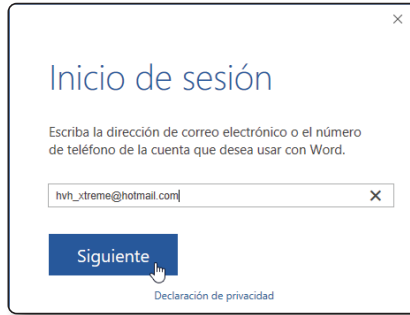 Inicio de sesión
Escriba la dirección de correo electrónico o el número
de teléfono de la cuenta que desea usar con Word.
hvh_xtreme@hotmail.com
Siguiente
Declaración de privacidad